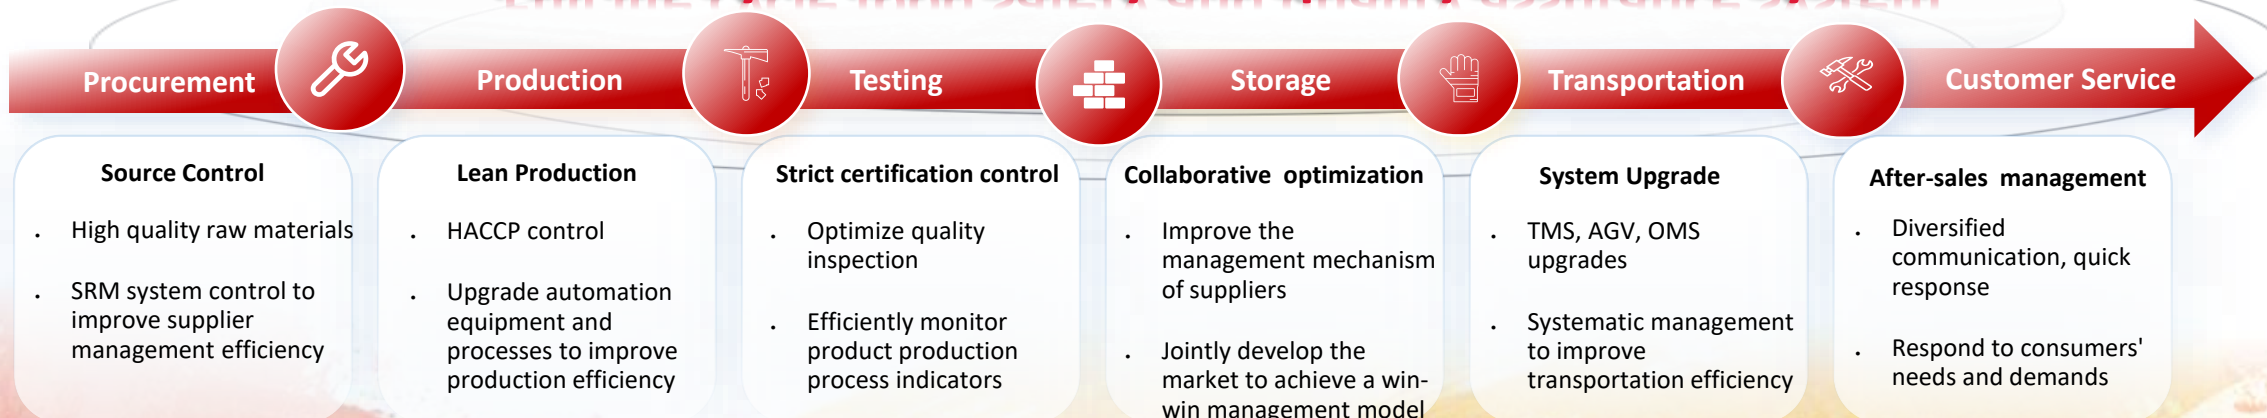 Procurement
Production
Testing
Storage
Transportation
Customer Service
Source Control
. High quality raw materials
. SRM system control to
improve supplier
management efficiency
Lean Production
. HACCP control
. Upgrade automation
equipment and
processes to improve
production efficiency
Strict certification control
. Optimize quality
inspection
. Efficiently monitor
product production
process indicators
Collaborative optimization
. Improve the
management mechanism
of suppliers
. Jointly develop the
market to achieve a win-
win management model
System Upgrade
. TMS, AGV, OMS
upgrades
. Systematic management
to improve
transportation efficiency
After-sales management
. Diversified
communication, quick
response
. Respond to consumers'
needs and demands